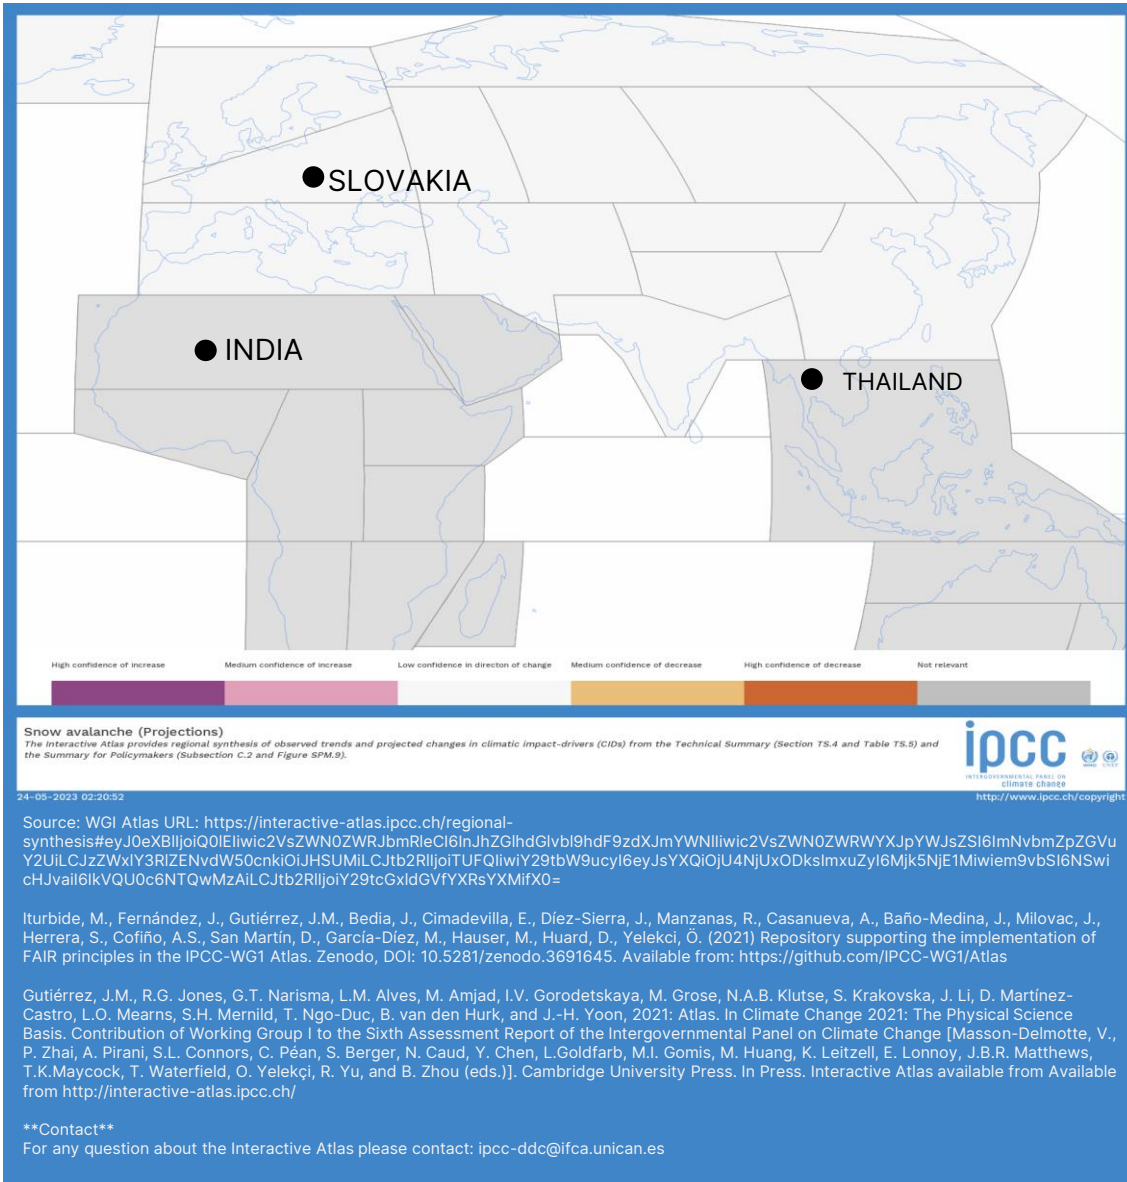 SLOVAKIA
INDIA
THAILAND
High confidence of increase
Medium confidence of increase
Low confidence in directon of change
Medium confidence of decrease
High confidence of decrease
Not relevant
Snow avalanche (Projections)
The Interactive Atlas provides regional synthesis of observed trends and projected changes in climatic impact-drivers (CIDs) from the Technical Summary (Section TS.4 and Table TS.5) and
the Summary for Policymakers (Subsection C.2 and Figure SPM.9).
ipcc
INTERGOVERNMENTAL PANEL ON
climate change
24-05-2023 02:20:52
http://www.ipcc.ch/copyright
Source: WGI Atlas URL: https://interactive-atlas.ipcc.ch/regional-
synthesis#eyJ0eXBlIjoiQ0lEIiwic2VsZWN0ZWRJbmRleCI6InJhZGlhdGlvbl9hdF9zdXJmYWNlIiwic2VsZWN0ZWRWYXJpYWJsZSI6ImNvbmZpZGVu
Y2UiLCJzZWxlY3RlZENvdW50cnkiOiJHSUMiLCJtb2RlIjoiTUFQIiwiY29tbW9ucyI6eyJsYXQiOjU4NjUxODksImxuZyI6Mjk5NjE1Miwiem9vbSI6NSwi
cHJvaiI6IkVQU0c6NTQwMzAiLCJtb2RlIjoiY29tcGxldGVfYXRsYXMifX0=
Iturbide, M., Fernández, J., Gutiérrez, J.M., Bedia, J., Cimadevilla, E., Díez-Sierra, J., Manzanas, R., Casanueva, A., Baño-Medina, J., Milovac, J.,
Herrera, S., Cofiño, A.S., San Martín, D., García-Díez, M., Hauser, M., Huard, D., Yelekci, Ö. (2021) Repository supporting the implementation of
FAIR principles in the IPCC-WG1 Atlas. Zenodo, DOI: 10.5281/zenodo.3691645. Available from: https://github.com/IPCC-WG1/Atlas
Gutiérrez, J.M., R.G. Jones, G.T. Narisma, L.M. Alves, M. Amjad, I.V. Gorodetskaya, M. Grose, N.A.B. Klutse, S. Krakovska, J. Li, D. Martínez-
Castro, L.O. Mearns, S.H. Mernild, T. Ngo-Duc, B. van den Hurk, and J.-H. Yoon, 2021: Atlas. In Climate Change 2021: The Physical Science
Basis. Contribution of Working Group I to the Sixth Assessment Report of the Intergovernmental Panel on Climate Change [Masson-Delmotte, V.,
P. Zhai, A. Pirani, S.L. Connors, C. Péan, S. Berger, N. Caud, Y. Chen, L.Goldfarb, M.I. Gomis, M. Huang, K. Leitzell, E. Lonnoy, J.B.R. Matthews,
T.K.Maycock, T. Waterfield, O. Yelekçi, R. Yu, and B. Zhou (eds.)]. Cambridge University Press. In Press. Interactive Atlas available from Available
from http://interactive-atlas.ipcc.ch/
**Contact**
For any question about the Interactive Atlas please contact: ipcc-ddc@ifca.unican.es